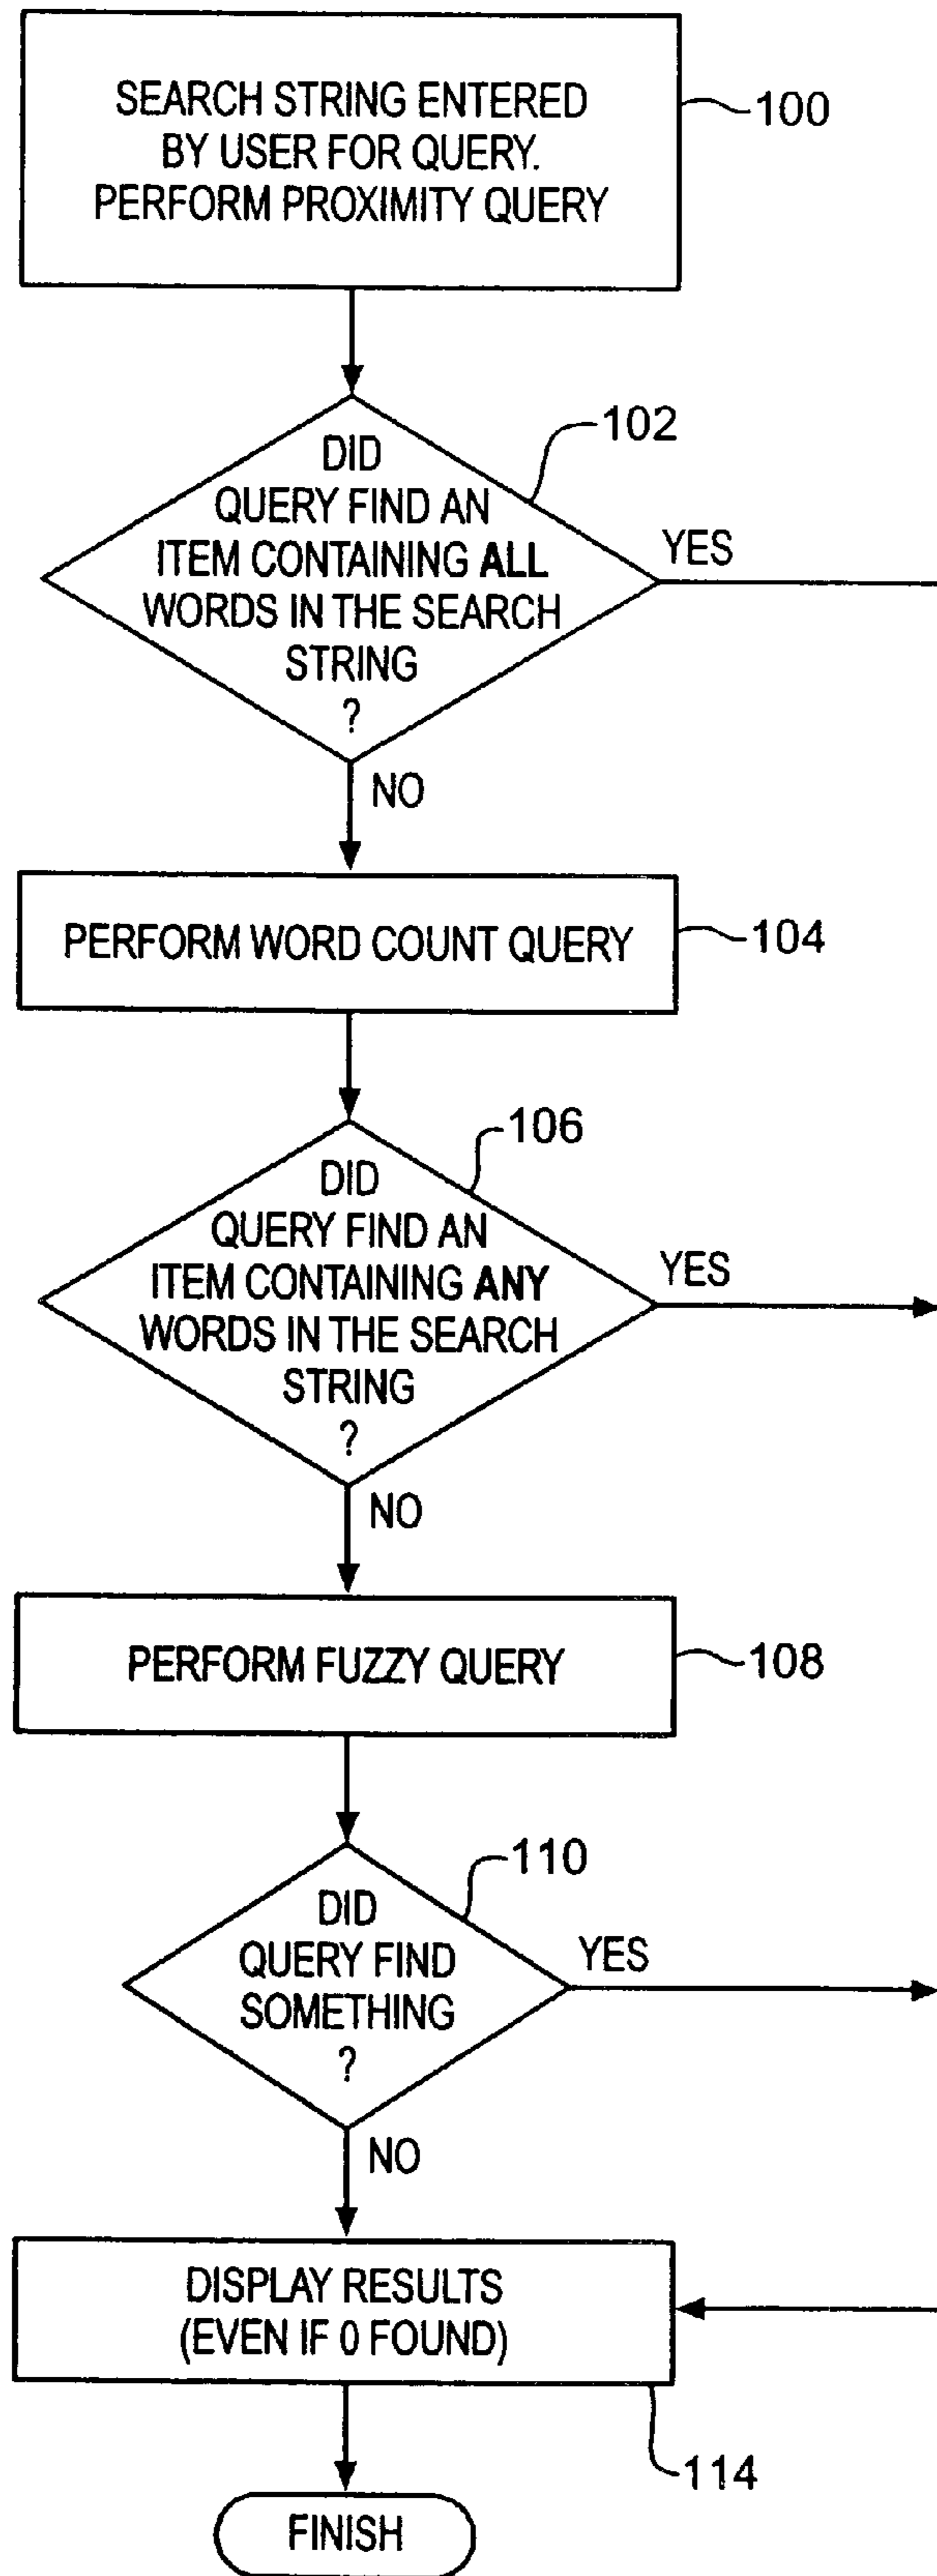 SEARCH STRING ENTERED
BY USER FOR QUERY.
PERFORM PROXIMITY QUERY
100
102
DID
QUERY FIND AN
ITEM CONTAINING ALL
WORDS IN THE SEARCH
STRING
?
YES
NO
PERFORM WORD COUNT QUERY
104
106
DID
QUERY FIND AN
ITEM CONTAINING ANY
WORDS IN THE SEARCH
STRING
?
YES
NO
PERFORM FUZZY QUERY
108
110
DID
QUERY FIND
SOMETHING
?
YES
NO
DISPLAY RESULTS
(EVEN IF 0 FOUND)
114
FINISH